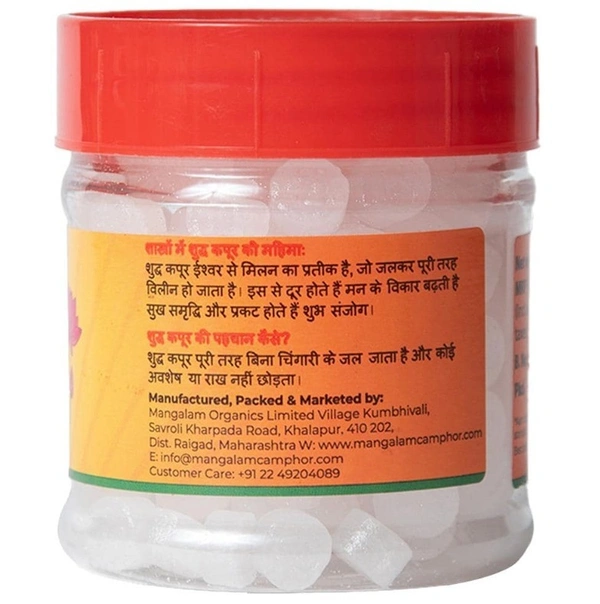 शास्त्रों में शुद्ध कपूर की महिमा:
शुद्ध कपूर ईश्वर से मिलन का प्रतीक है, जो जलकर पूरी तरह
विलीन हो जाता है। इस से दूर होते हैं मन के विकार बढ़ती है
सुख समृद्धि और प्रकट होते हैं शुभ संजोग।
शुद्ध कपूर की पहचान कैसे?
शुद्ध कपूर पूरी तरह बिना चिंगारी के जल जाता है और कोई
अवशेष या राख नहीं छोड़ता।
Manufactured, Packed & Marketed by:
Mangalam Organics Limited Village Kumbhivali,
Savroli Kharpada Road, Khalapur, 410 202,
Dist. Raigad, Maharashtra W: www.mangalamcamphor.com
E: info@mangalamcamphor.com
Customer Care: +91 22 49204089